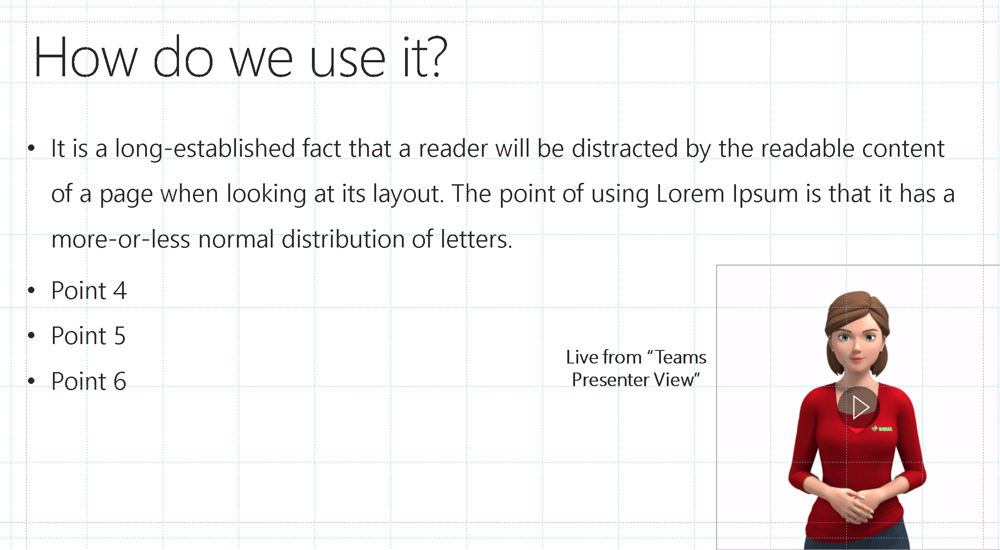 How do we use it?
• It is a long-established fact that a reader will be distracted by the readable content
of a page when looking at its layout. The point of using Lorem Ipsum is that it has a
more-or-less normal distribution of letters.
• Point 4
• Point 5
• Point 6
Live from “Teams
Presenter View”
SIMAX